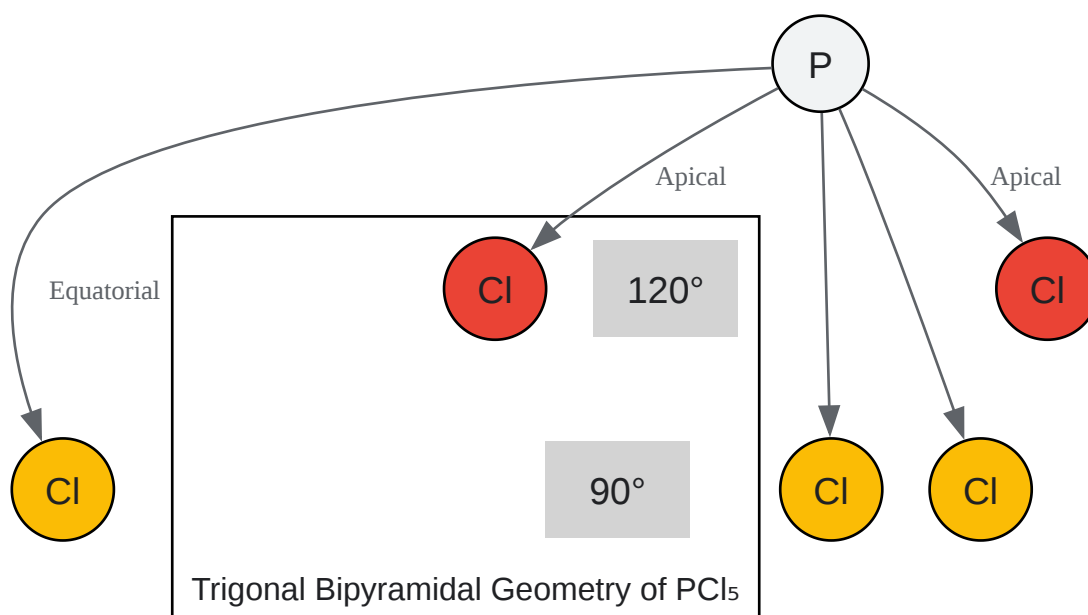 P
Apical
Apical
Equatorial
Cl
120°
Cl
Cl
90°
Cl
Cl
Trigonal Bipyramidal Geometry of PCl₅